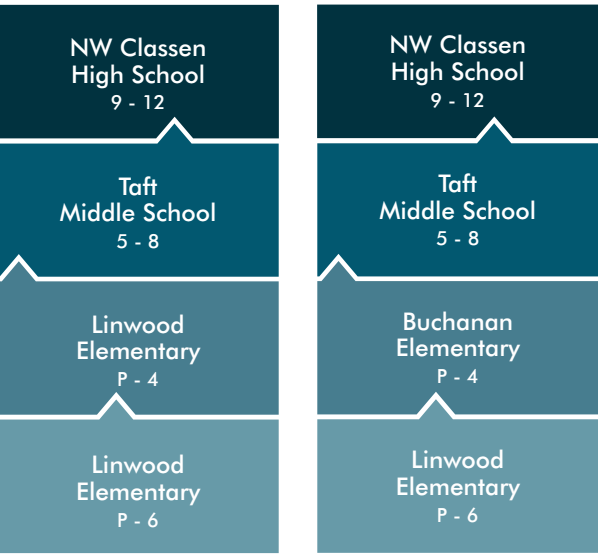 NW Classen
High School
9 - 12
Taft
Middle School
5 - 8
Linwood
Elementary
P - 4
Linwood
Elementary
P - 6
NW Classen
High School
9 - 12
Taft
Middle School
5 - 8
Buchanan
Elementary
P - 4
Linwood
Elementary
P - 6